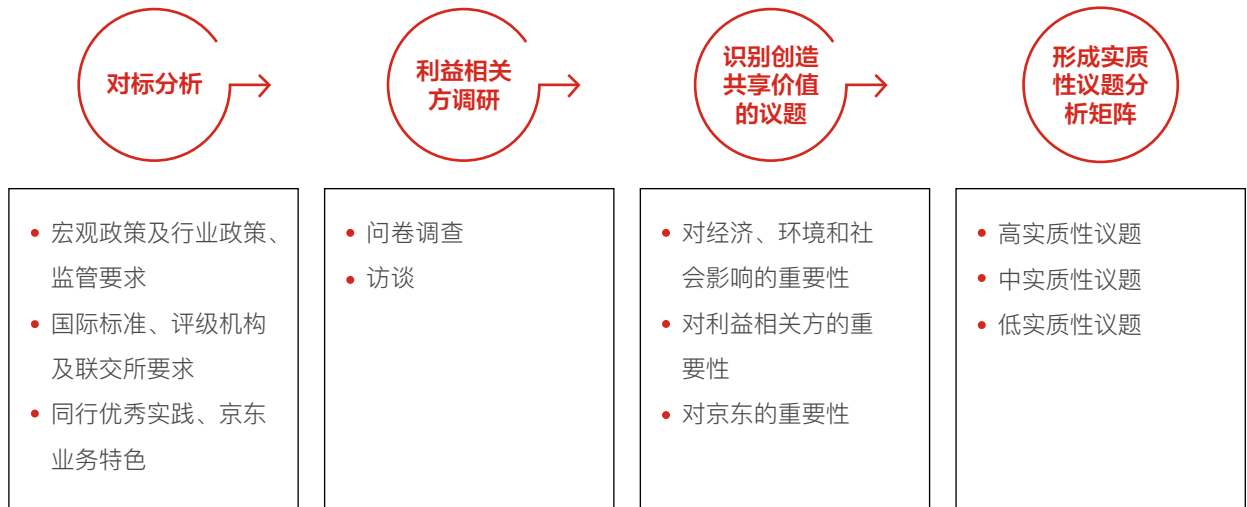 对标分析
利益相关
方调研
识别创造
共享价值
的议题
形成实质
性议题分
析矩阵
• 宏观政策及行业政策、
监管要求
• 国际标准、评级机构
及联交所要求
• 同行优秀实践、京东
业务特色
• 问卷调查
• 访谈
• 对经济、环境和社
会影响的重要性
• 对利益相关方的重
要性
• 对京东的重要性
• 高实质性议题
• 中实质性议题
• 低实质性议题